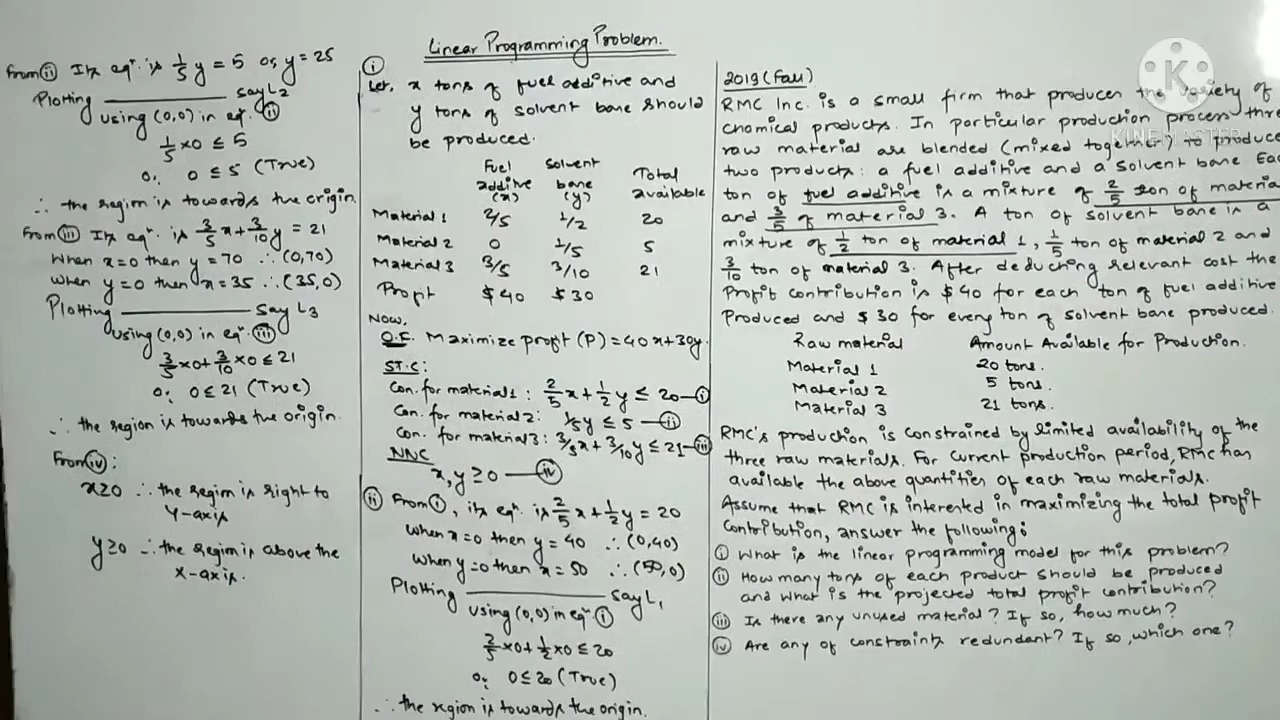 Linear Programming Problem.
From (ii) Its eqn. is 1/5 y = 5 or, y = 25
Plotting ________ say L2
using (0,0) in eqn. (ii)
1/5 × 0 ≤ 5
or, 0 ≤ 5 (True)
∴ the region is towards the origin.
From (iii) Its eqn. is 3/5 x + 3/10 y = 21
When x=0 then y = 70 ∴ (0,70)
When y=0 then x = 35 ∴ (35,0)
Plotting ________ say L3
using (0,0) in eqn. (iii)
3/5 × 0 + 3/10 × 0 ≤ 21
or, 0 ≤ 21 (True)
∴ the region is towards the origin.
From (iv):
x≥0 ∴ the region is right to
Y-axis
y≥0 ∴ the region is above the
X-axis.
(i)
Let, x tons of fuel additive and
y tons of solvent base should
be produced.
Fuel Solvent
additive base Total
(x) (y) available
Material 1 2/5 1/2 20
Material 2 0 1/5 5
Material 3 3/5 3/10 21
Profit $40 $30
Now,
O.F. Maximize profit (P) = 40x+30y.
S.T.C:
Con. for material 1: 2/5 x + 1/2 y ≤ 20 — (i)
Con. for material 2: 1/5 y ≤ 5 — (ii)
Con. for material 3: 3/5 x + 3/10 y ≤ 21 — (iii)
NNC
x, y ≥ 0 — (iv)
(ii) From (i), its eqn. is 2/5 x + 1/2 y = 20
when x=0 then y = 40 ∴ (0,40)
when y=0 then x = 50 ∴ (50,0)
Plotting ________ say L1
using (0,0) in eqn. (i)
2/5 × 0 + 1/2 × 0 ≤ 20
or, 0 ≤ 20 (True)
∴ the region is towards the origin.
2019 (Fall)
RMC Inc. is a small firm that produces the variety of
chemical products. In particular production process three
raw material are blended (mixed together) to produce
two products: a fuel additive and a solvent base. Each
ton of fuel additive is a mixture of 2/5 ton of material
and 3/5 of material 3. A ton of solvent base is a
mixture of 1/2 ton of material 1, 1/5 ton of material 2 and
3/10 ton of material 3. After deducting relevant cost the
Profit contribution is $40 for each ton of fuel additive
Produced and $30 for every ton of solvent base produced.
Raw material Amount Available for Production.
Material 1 20 tons.
Material 2 5 tons.
Material 3 21 tons.
RMC's production is constrained by limited availability of the
three raw materials. For current production period, RMC has
available the above quantities of each raw materials.
Assume that RMC is interested in maximizing the total profit
contribution, answer the following:
(i) What is the linear programming model for this problem?
(ii) How many tons of each product should be produced
and what is the projected total profit contribution?
(iii) Is there any unused material? If so, how much?
(iv) Are any of constraints redundant? If so, which one?
K
KINEMASTER